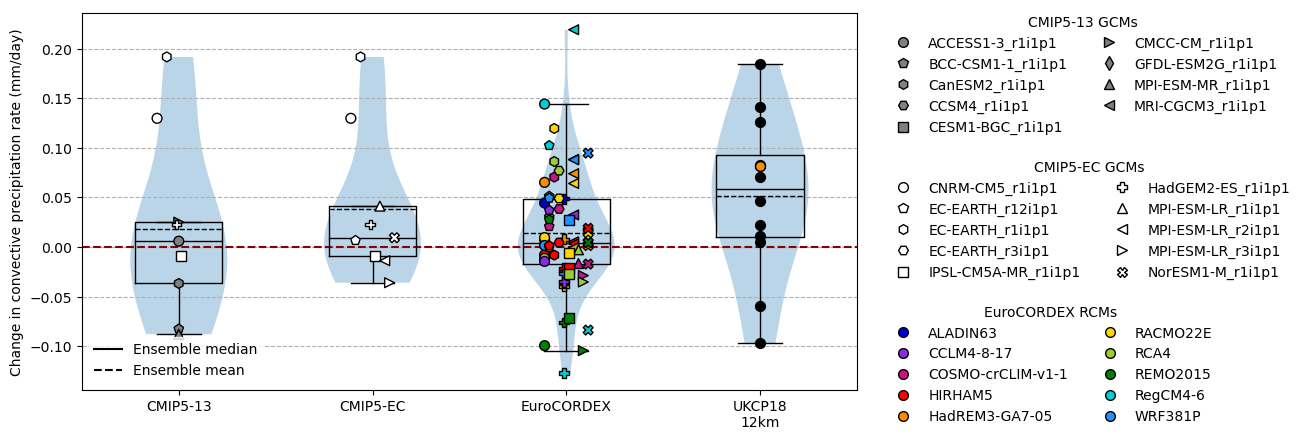 Change in convective precipitation rate (mm/day)
0.20
0.15
0.10
0.05
0.00
−0.05
−0.10
Ensemble median
Ensemble mean
CMIP5-13
CMIP5-EC
EuroCORDEX
UKCP18
12km
CMIP5-13 GCMs
ACCESS1-3_r1i1p1
BCC-CSM1-1_r1i1p1
CanESM2_r1i1p1
CCSM4_r1i1p1
CESM1-BGC_r1i1p1
CMCC-CM_r1i1p1
GFDL-ESM2G_r1i1p1
MPI-ESM-MR_r1i1p1
MRI-CGCM3_r1i1p1
CMIP5-EC GCMs
CNRM-CM5_r1i1p1
EC-EARTH_r12i1p1
EC-EARTH_r1i1p1
EC-EARTH_r3i1p1
IPSL-CM5A-MR_r1i1p1
HadGEM2-ES_r1i1p1
MPI-ESM-LR_r1i1p1
MPI-ESM-LR_r2i1p1
MPI-ESM-LR_r3i1p1
NorESM1-M_r1i1p1
EuroCORDEX RCMs
ALADIN63
CCLM4-8-17
COSMO-crCLIM-v1-1
HIRHAM5
HadREM3-GA7-05
RACMO22E
RCA4
REMO2015
RegCM4-6
WRF381P